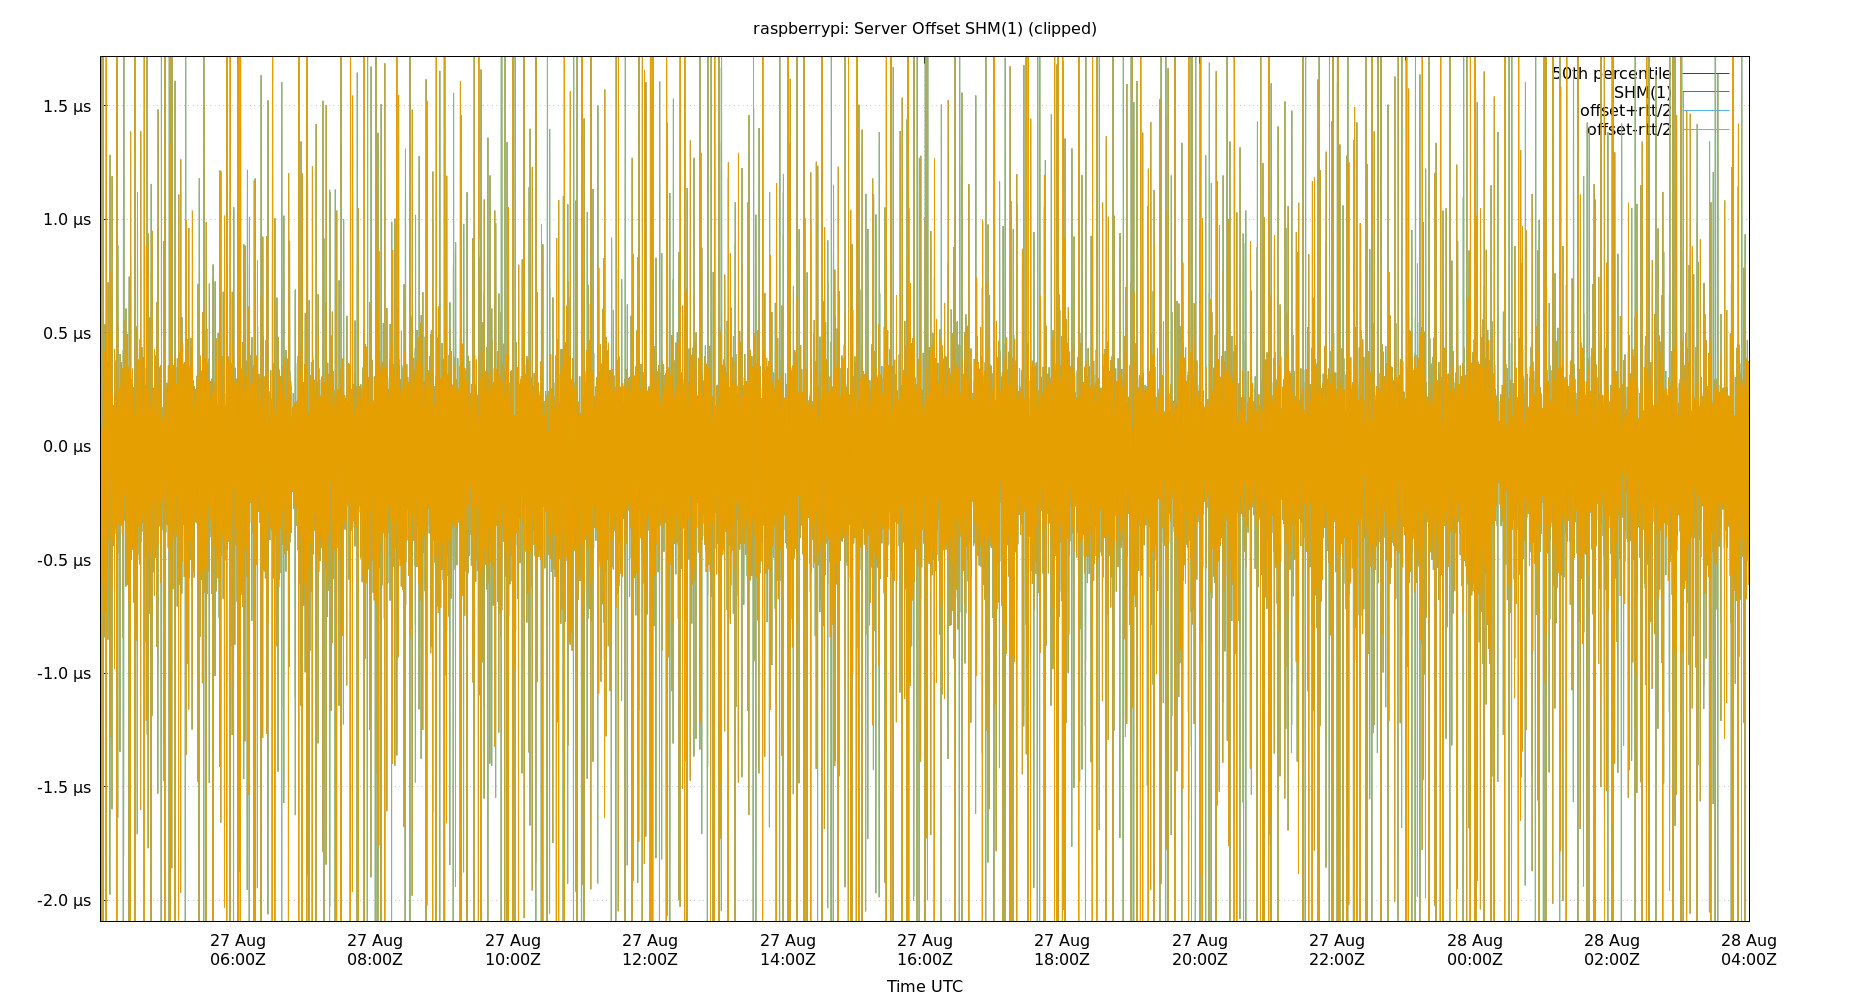 raspberrypi: Server Offset SHM(1) (clipped)
50th percentile
SHM(1)
offset+rtt/2
offset-rtt/2
1.5 µs
1.0 µs
0.5 µs
0.0 µs
-0.5 µs
-1.0 µs
-1.5 µs
-2.0 µs
27 Aug 27 Aug 27 Aug 27 Aug 27 Aug 27 Aug 27 Aug 27 Aug 27 Aug 28 Aug 28 Aug 28 Aug
06:00Z 08:00Z 10:00Z 12:00Z 14:00Z 16:00Z 18:00Z 20:00Z 22:00Z 00:00Z 02:00Z 04:00Z
Time UTC